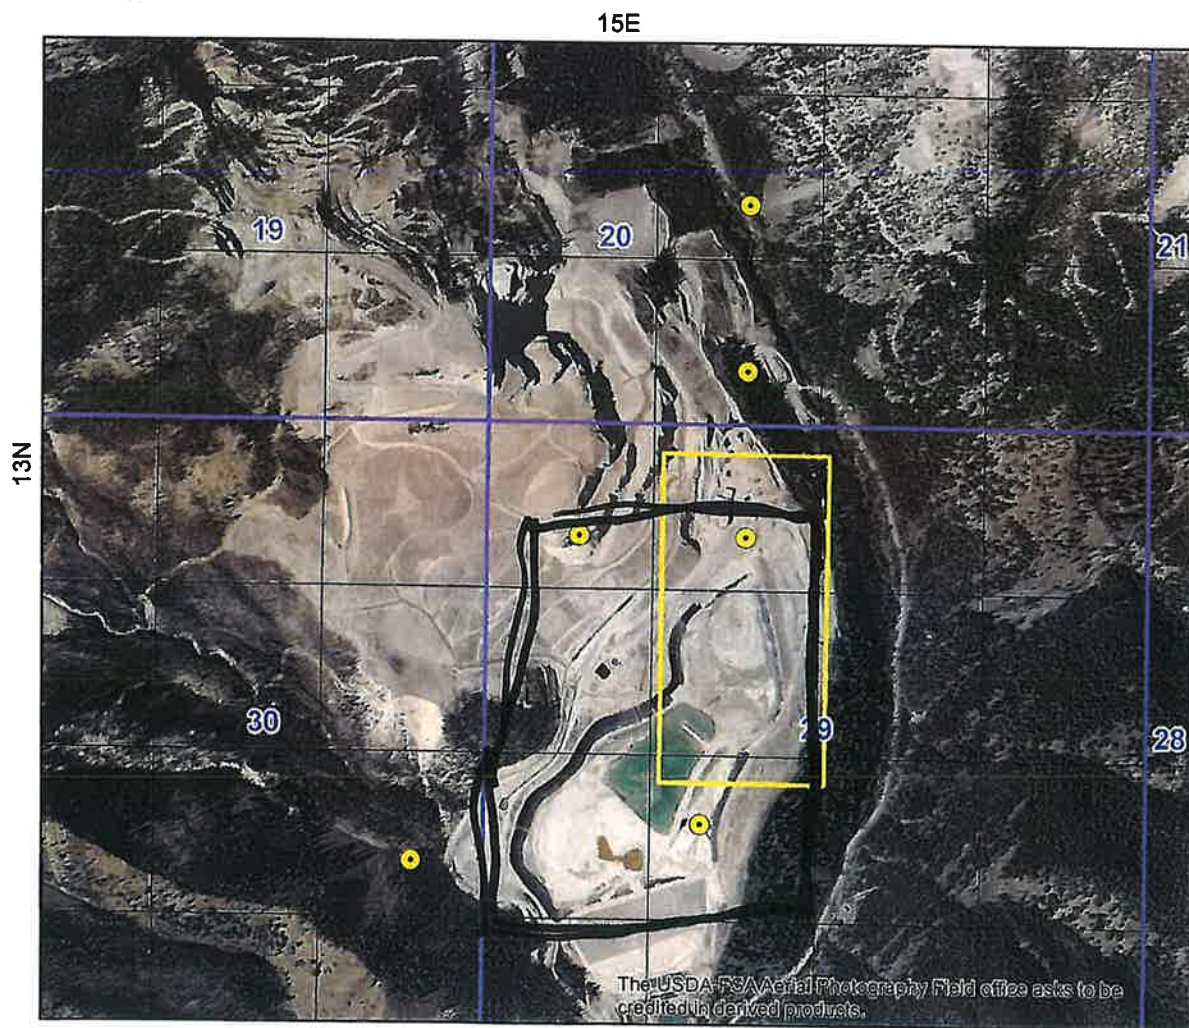 15E
19
20
21
13N
30
29
28
The USDA-FSA Aerial Photography Field office asks to be
credited in derived products.